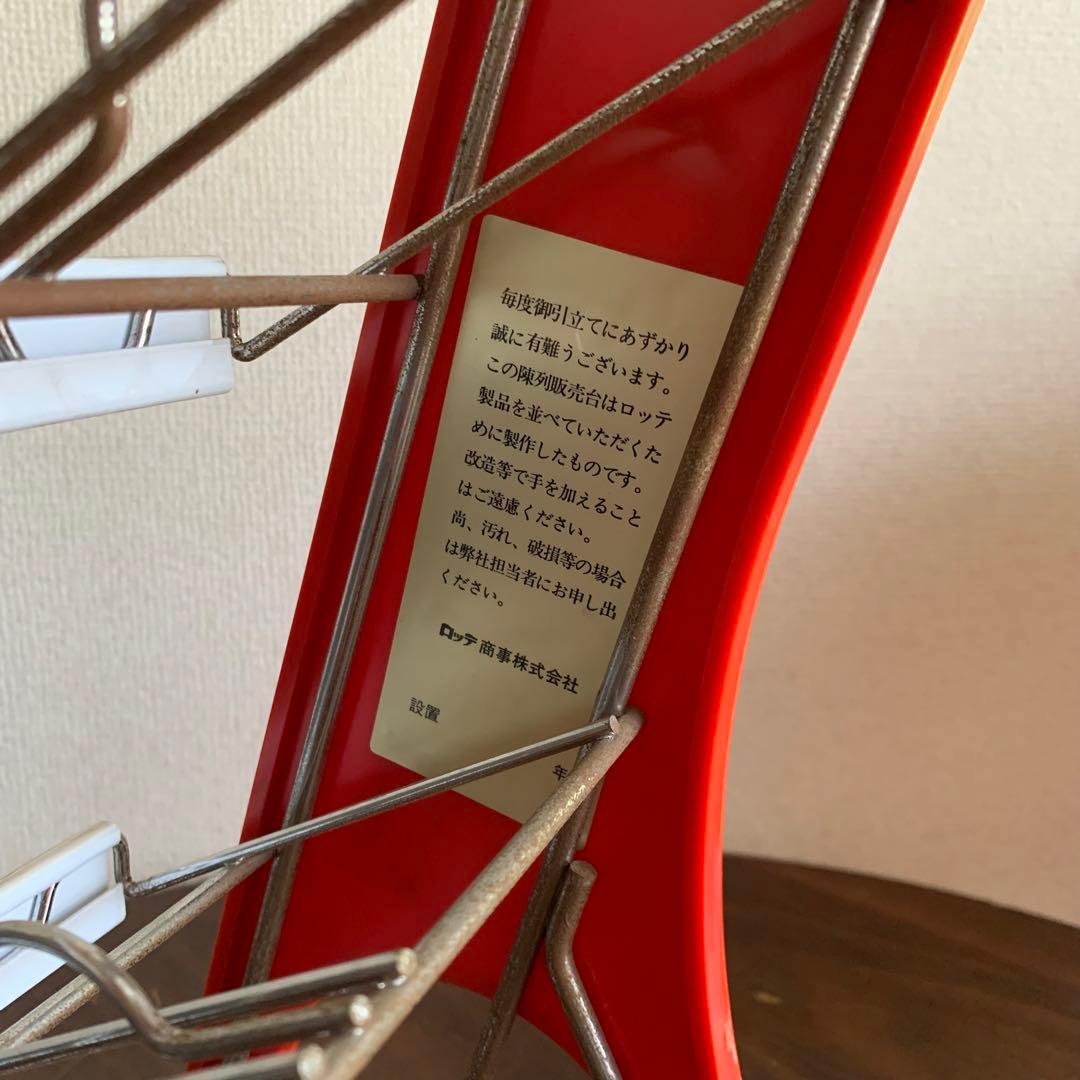 毎度御引立てにあずかり
誠に有難うございます。
この陳列販売台はロッテ
製品を並べていただくた
めに製作したものです。
改造等で手を加えること
はご遠慮ください。
尚、汚れ、破損等の場合
は弊社担当者にお申し出
ください。
ロッテ商事株式会社
設置
年